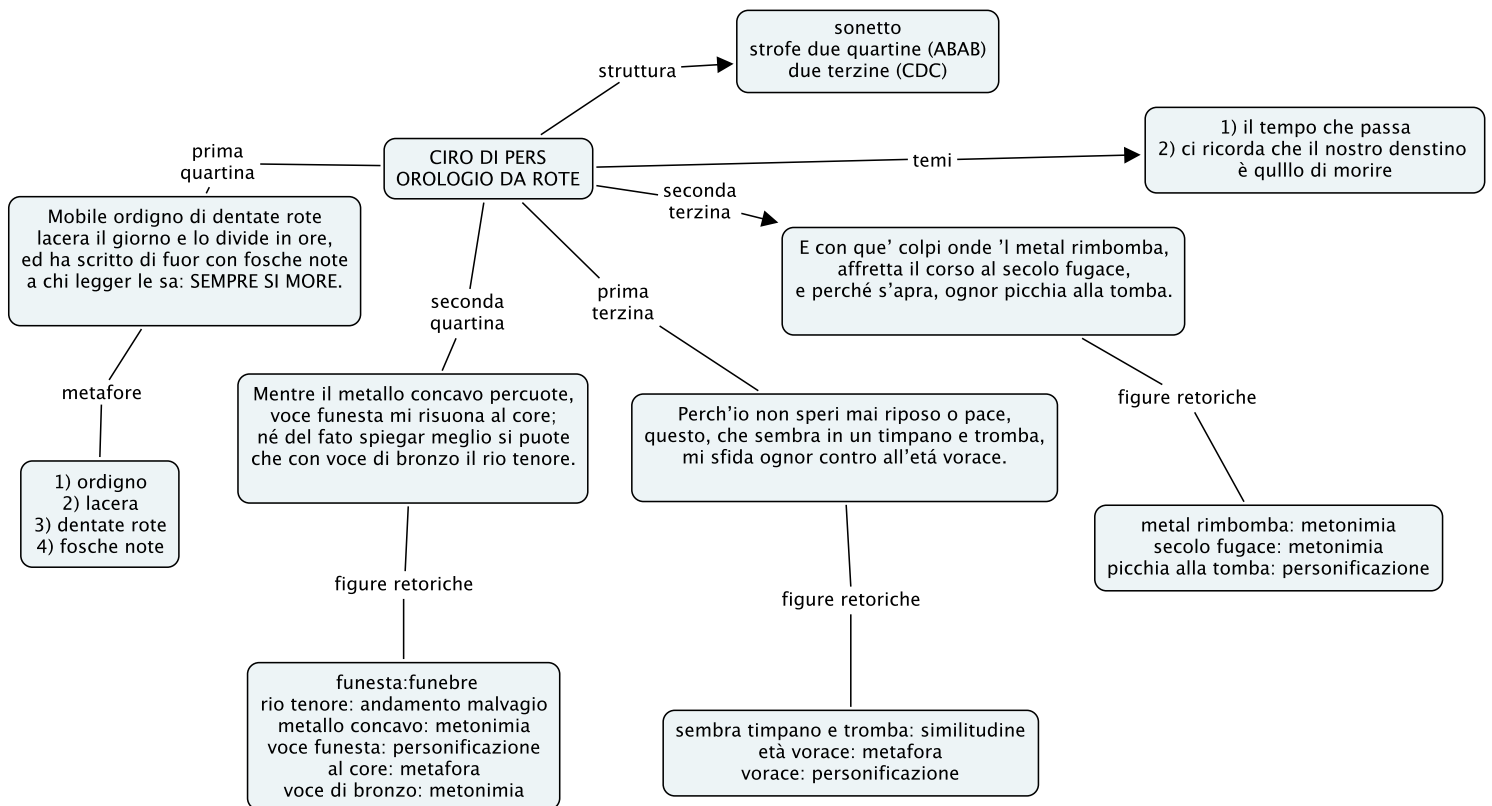 sonetto
strofe due quartine (ABAB)
due terzine (CDC)
struttura
CIRO DI PERS
OROLOGIO DA ROTE
temi
1) il tempo che passa
2) ci ricorda che il nostro denstino
è qulllo di morire
prima
quartina
Mobile ordigno di dentate rote
lacera il giorno e lo divide in ore,
ed ha scritto di fuor con fosche note
a chi legger le sa: SEMPRE SI MORE.
metafore
1) ordigno
2) lacera
3) dentate rote
4) fosche note
seconda
quartina
Mentre il metallo concavo percuote,
voce funesta mi risuona al core;
né del fato spiegar meglio si puote
che con voce di bronzo il rio tenore.
figure retoriche
funesta:funebre
rio tenore: andamento malvagio
metallo concavo: metonimia
voce funesta: personificazione
al core: metafora
voce di bronzo: metonimia
prima
terzina
Perch'io non speri mai riposo o pace,
questo, che sembra in un timpano e tromba,
mi sfida ognor contro all'etá vorace.
figure retoriche
sembra timpano e tromba: similitudine
età vorace: metafora
vorace: personificazione
seconda
terzina
E con que' colpi onde 'l metal rimbomba,
affretta il corso al secolo fugace,
e perché s'apra, ognor picchia alla tomba.
figure retoriche
metal rimbomba: metonimia
secolo fugace: metonimia
picchia alla tomba: personificazione